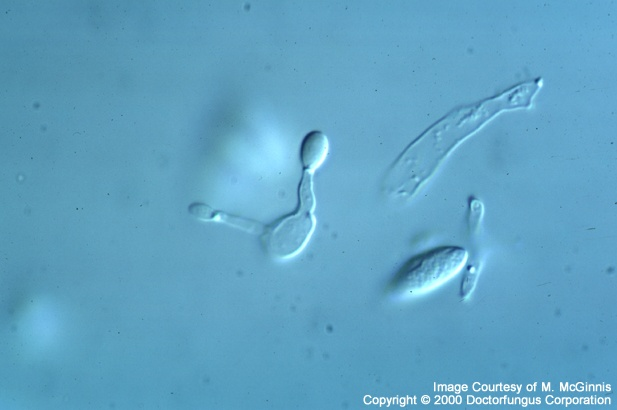 Image Courtesy of M. McGinnis
Copyright © 2000 Doctorfungus Corporation